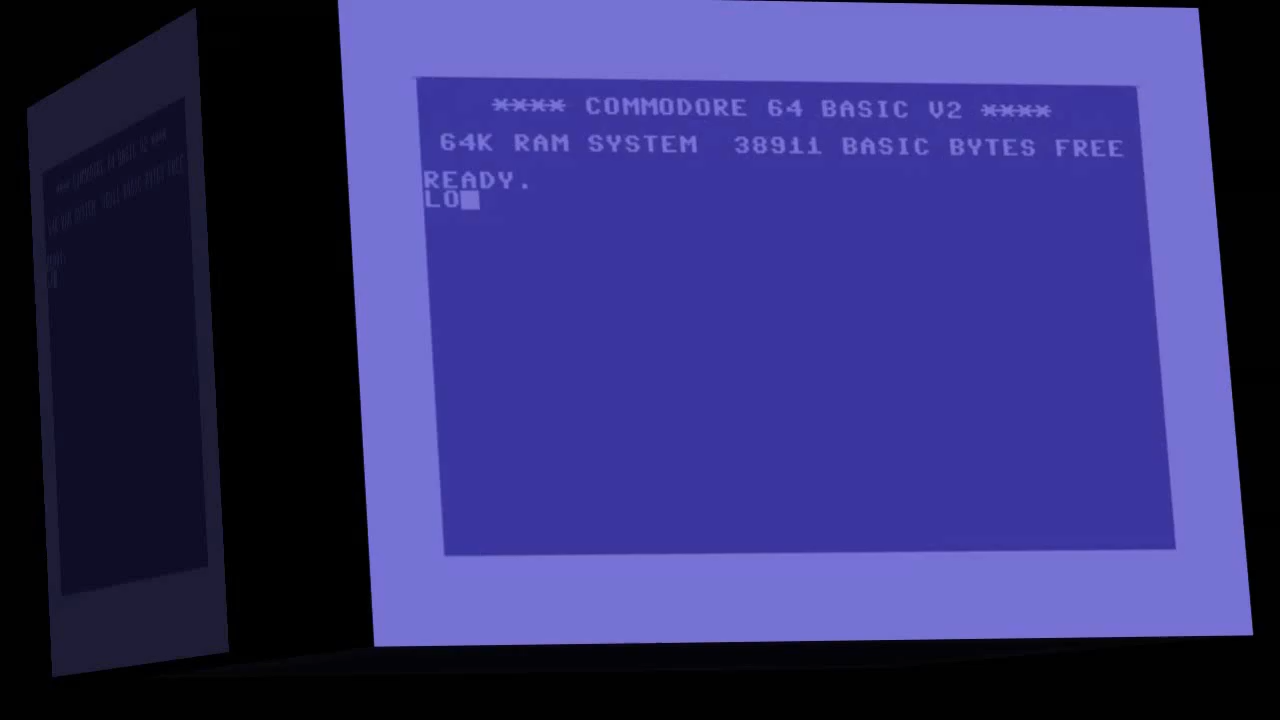 **** COMMODORE 64 BASIC V2 ****
64K RAM SYSTEM  38911 BASIC BYTES FREE
READY.
LO